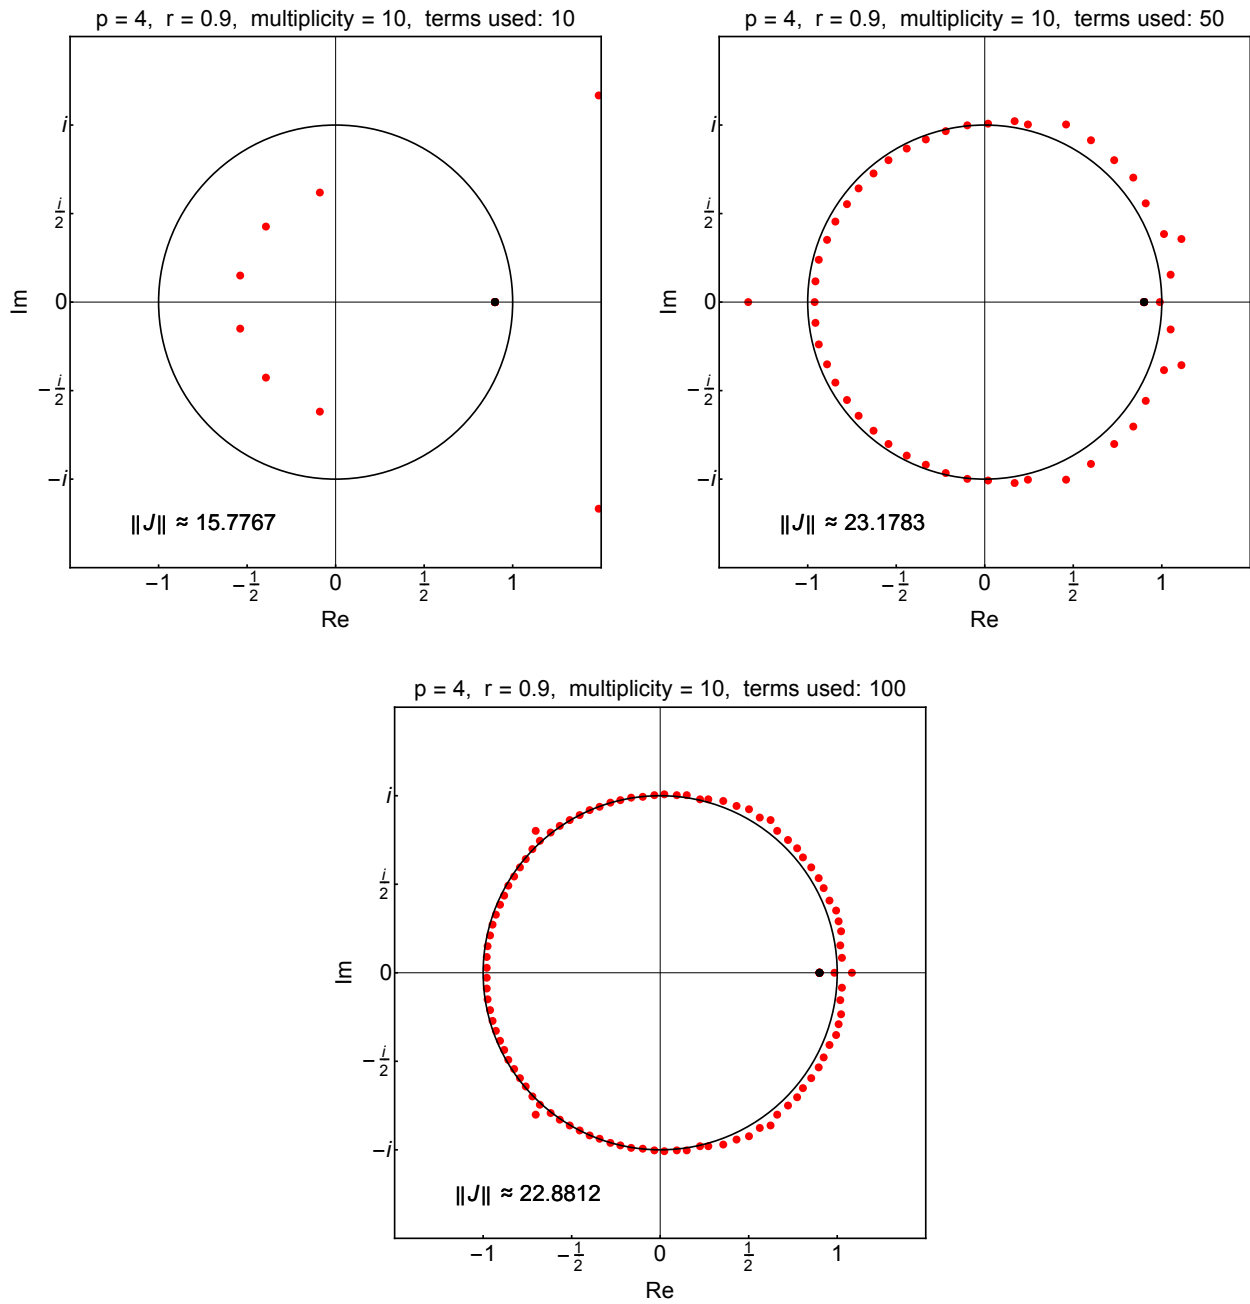 p = 4, r = 0.9, multiplicity = 10, terms used: 10
i
i/2
0
−i/2
−i
Im
‖J‖ ≈ 15.7767
−1 −1/2 0 1/2 1
Re
p = 4, r = 0.9, multiplicity = 10, terms used: 50
i
i/2
0
−i/2
−i
Im
‖J‖ ≈ 23.1783
−1 −1/2 0 1/2 1
Re
p = 4, r = 0.9, multiplicity = 10, terms used: 100
i
i/2
0
−i/2
−i
Im
‖J‖ ≈ 22.8812
−1 −1/2 0 1/2 1
Re